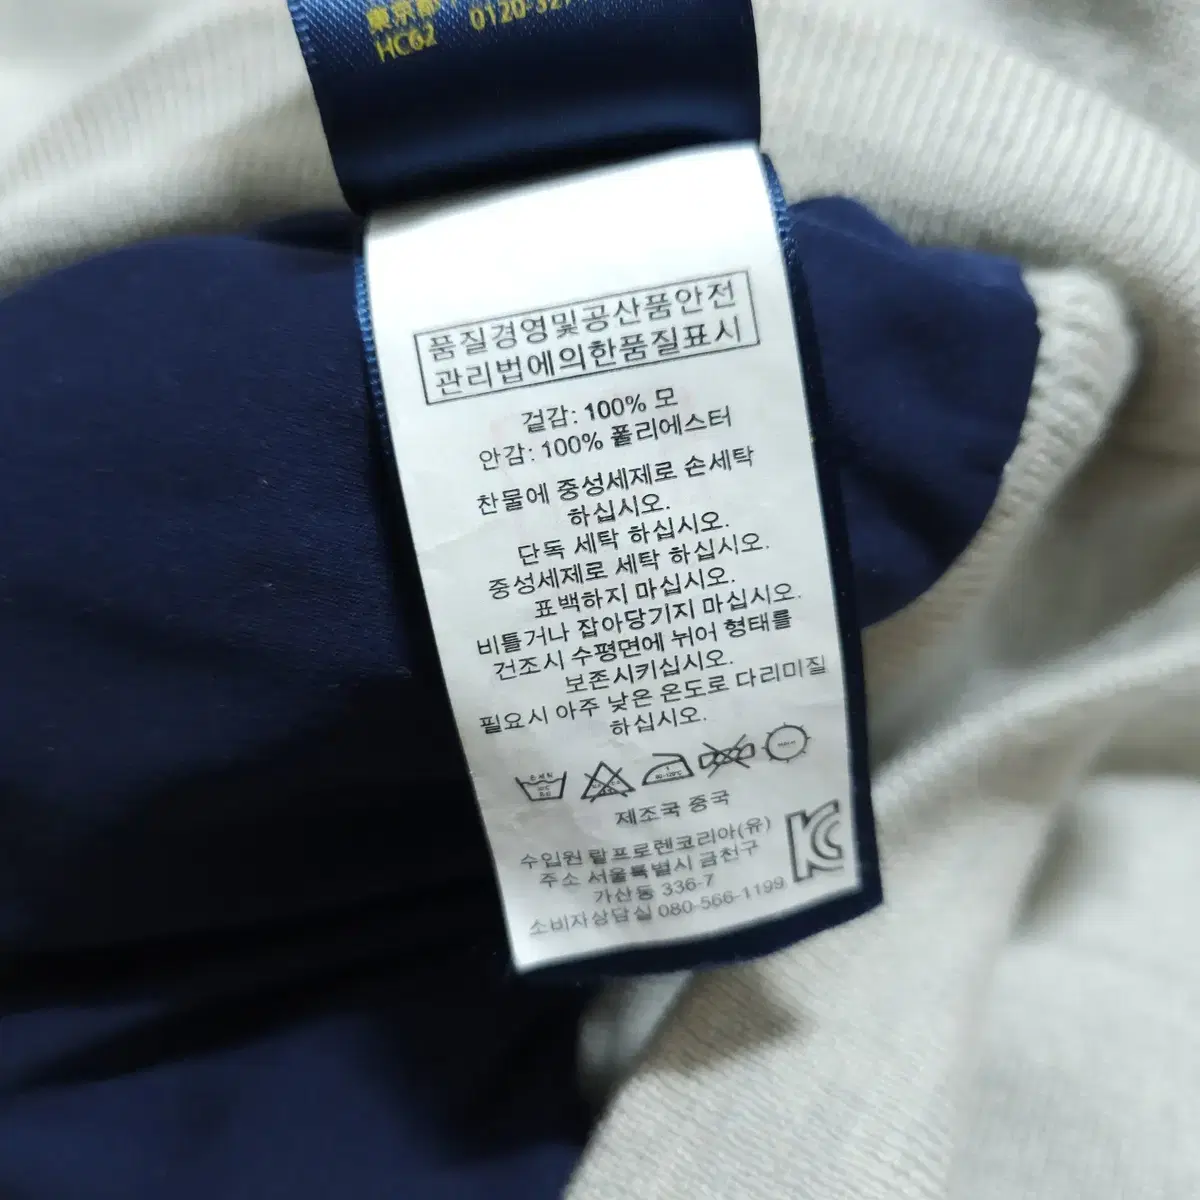 東京都
HC62 0120-327
품질경영및공산품안전
관리법에의한품질표시
겉감: 100% 모
안감: 100% 폴리에스터
찬물에 중성세제로 손세탁
하십시오.
단독 세탁 하십시오.
중성세제로 세탁 하십시오.
표백하지 마십시오.
비틀거나 잡아당기지 마십시오.
건조시 수평면에 뉘어 형태를
보존시키십시오.
필요시 아주 낮은 온도로 다리미질
하십시오.
제조국 중국
수입원 랄프로렌코리아(유)
주소 서울특별시 금천구
가산동 336-7
소비자상담실 080-566-1199